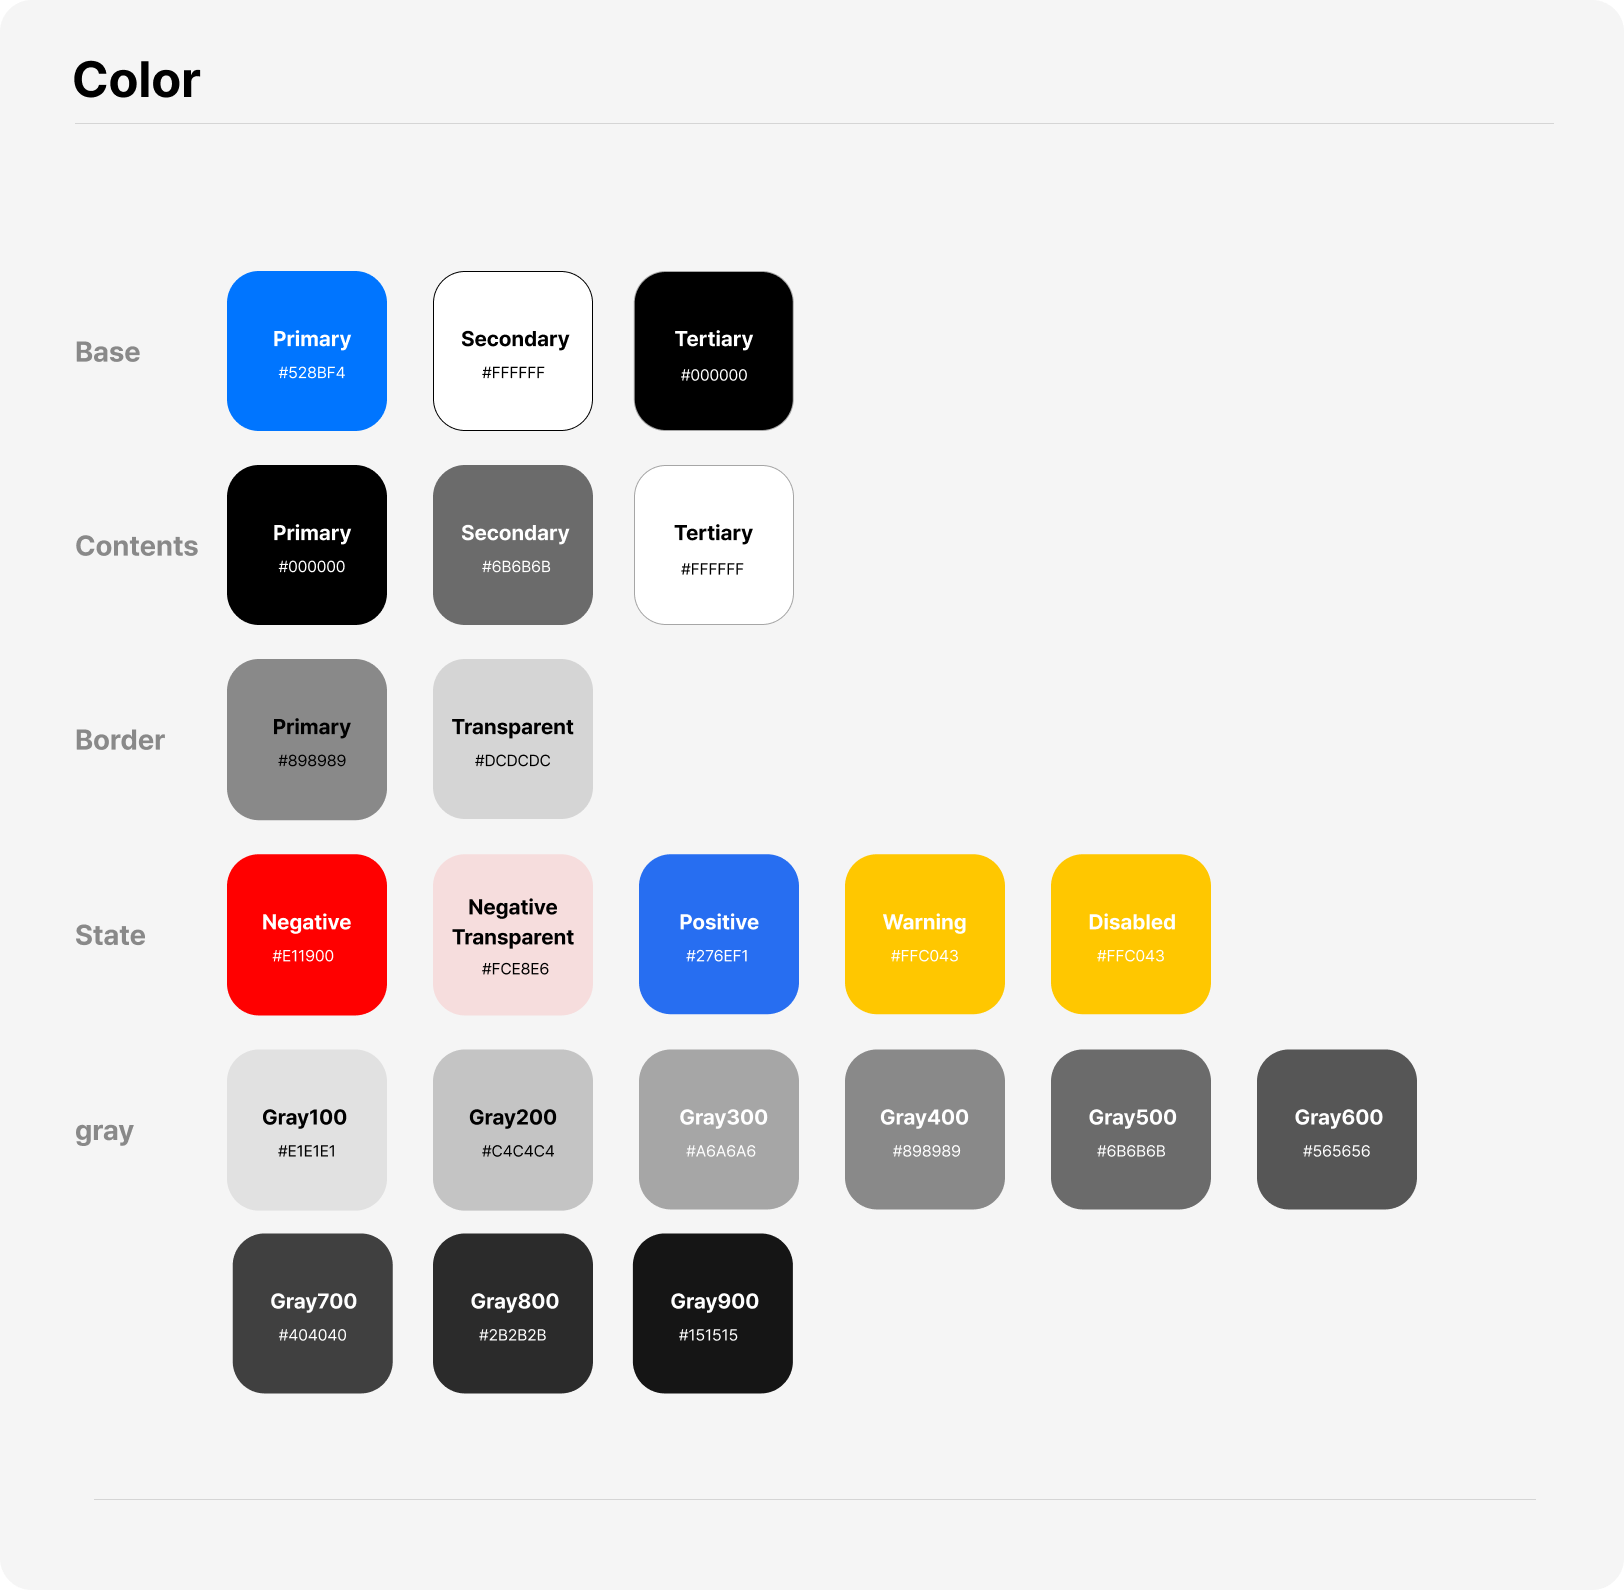 Color
Base
Primary
#528BF4
Secondary
#FFFFFF
Tertiary
#000000
Contents
Primary
#000000
Secondary
#6B6B6B
Tertiary
#FFFFFF
Border
Primary
#898989
Transparent
#DCDCDC
State
Negative
#E11900
Negative
Transparent
#FCE8E6
Positive
#276EF1
Warning
#FFC043
Disabled
#FFC043
gray
Gray100
#E1E1E1
Gray200
#C4C4C4
Gray300
#A6A6A6
Gray400
#898989
Gray500
#6B6B6B
Gray600
#565656
Gray700
#404040
Gray800
#2B2B2B
Gray900
#151515